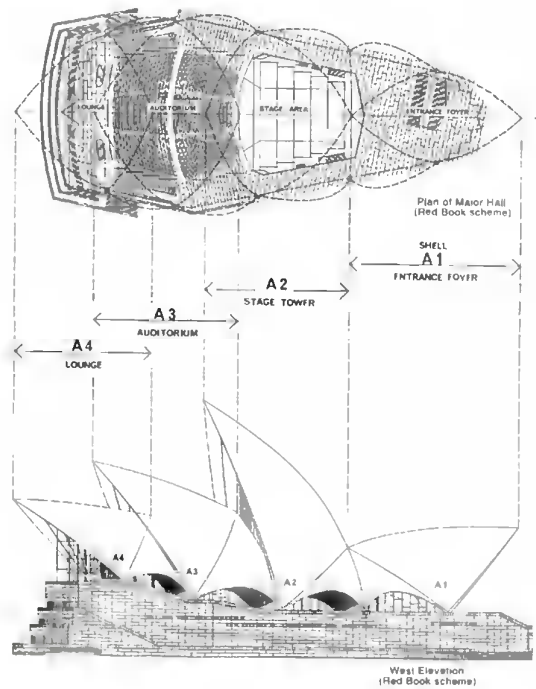 LOUNGE
AUDITORIUM
STAGE AREA
ENTRANCE FOYER
Plan of Major Hall
(Red Book scheme)
SHELL
A1
ENTRANCE FOYER
A2
STAGE TOWER
A3
AUDITORIUM
A4
LOUNGE
A4
A3
A2
A1
West Elevation
(Red Book scheme)